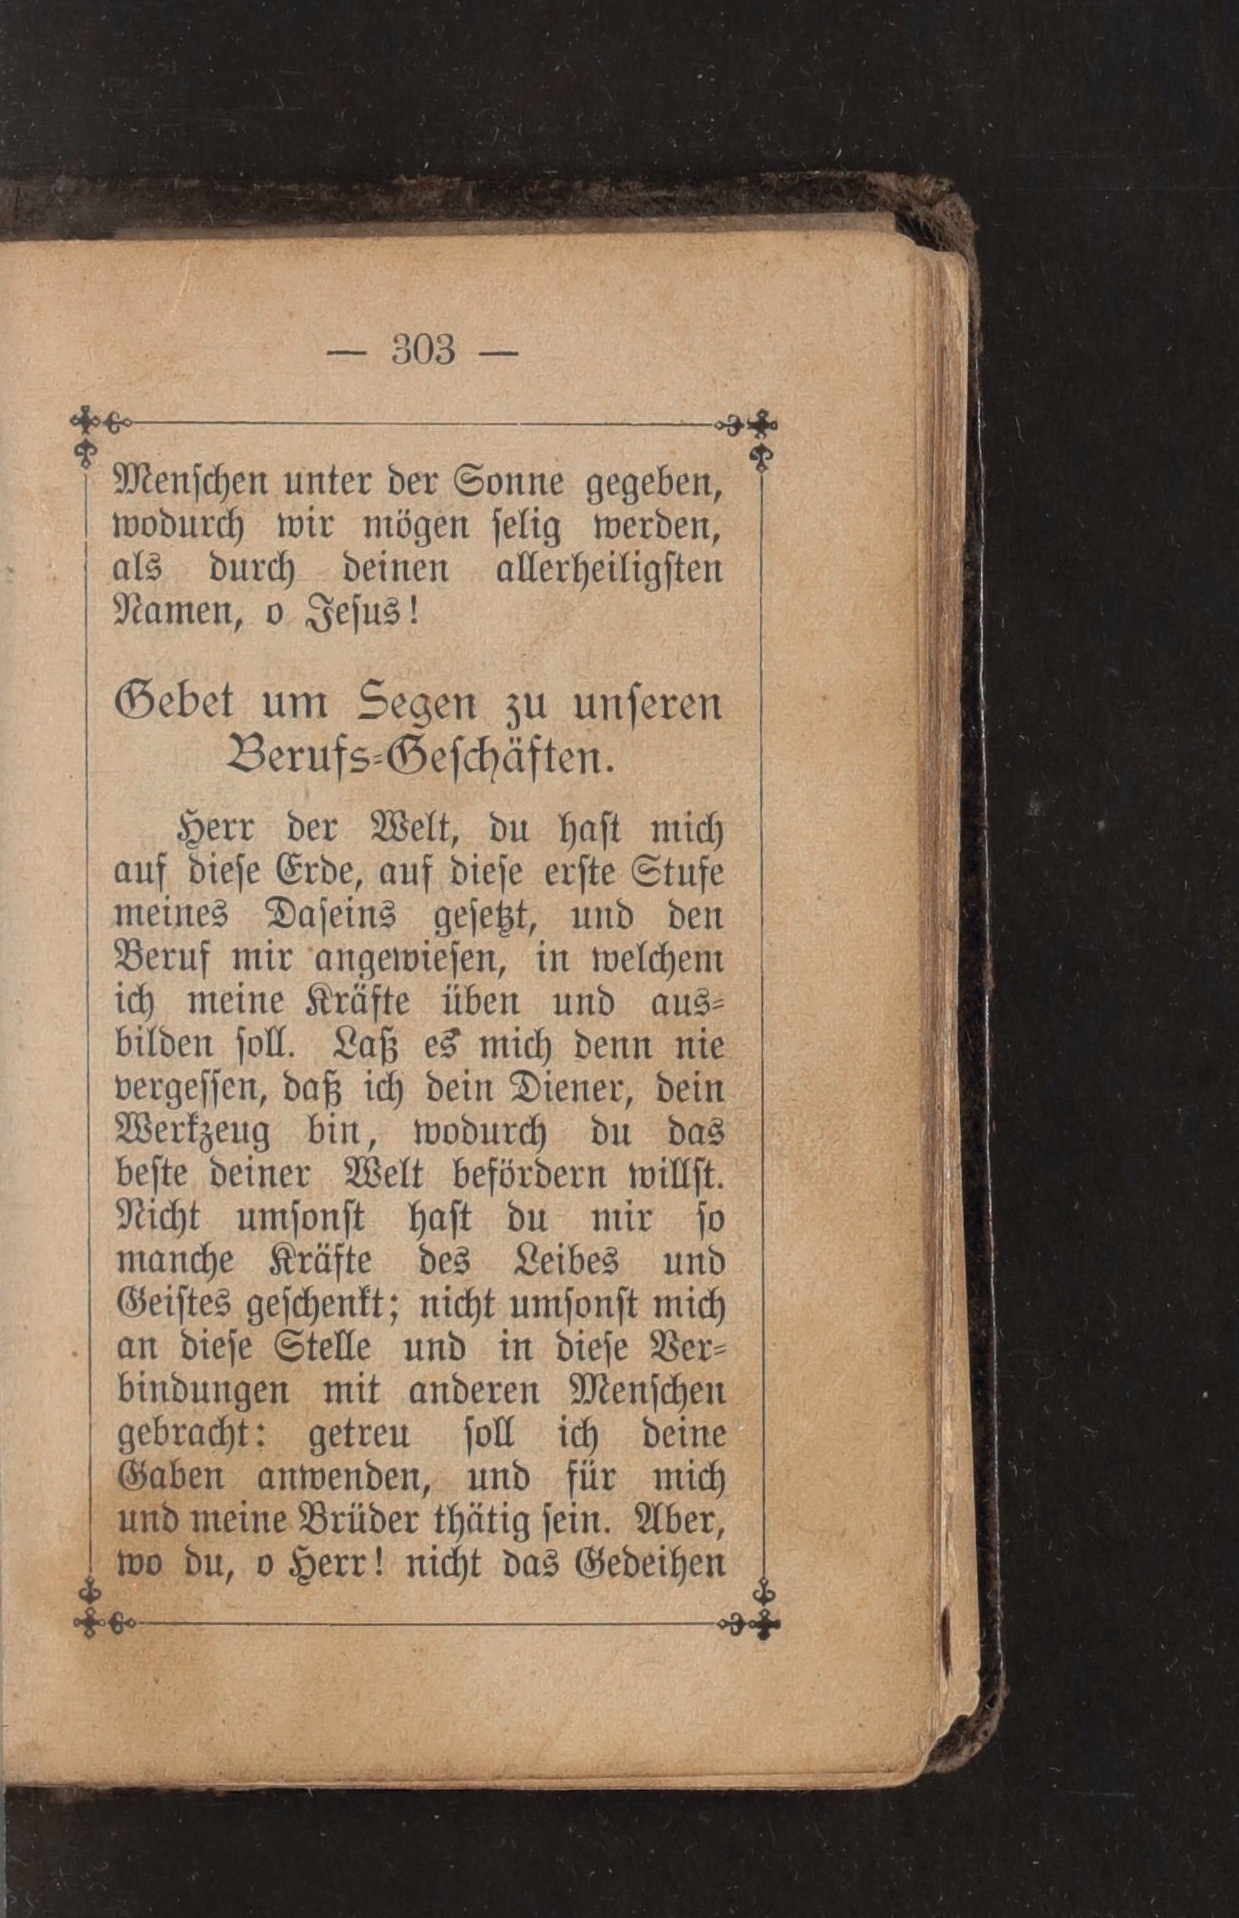 — 303 —
Menschen unter der Sonne gegeben,
wodurch wir mögen selig werden,
als durch deinen allerheiligsten
Namen, o Jesus!
Gebet um Segen zu unseren
Berufs-Geschäften.
Herr der Welt, du hast mich
auf diese Erde, auf diese erste Stufe
meines Daseins gesetzt, und den
Beruf mir angewiesen, in welchem
ich meine Kräfte üben und aus-
bilden soll. Laß es mich denn nie
vergessen, daß ich dein Diener, dein
Werkzeug bin, wodurch du das
beste deiner Welt befördern willst.
Nicht umsonst hast du mir so
manche Kräfte des Leibes und
Geistes geschenkt; nicht umsonst mich
an diese Stelle und in diese Ver-
bindungen mit anderen Menschen
gebracht: getreu soll ich deine
Gaben anwenden, und für mich
und meine Brüder thätig sein. Aber,
wo du, o Herr! nicht das Gedeihen